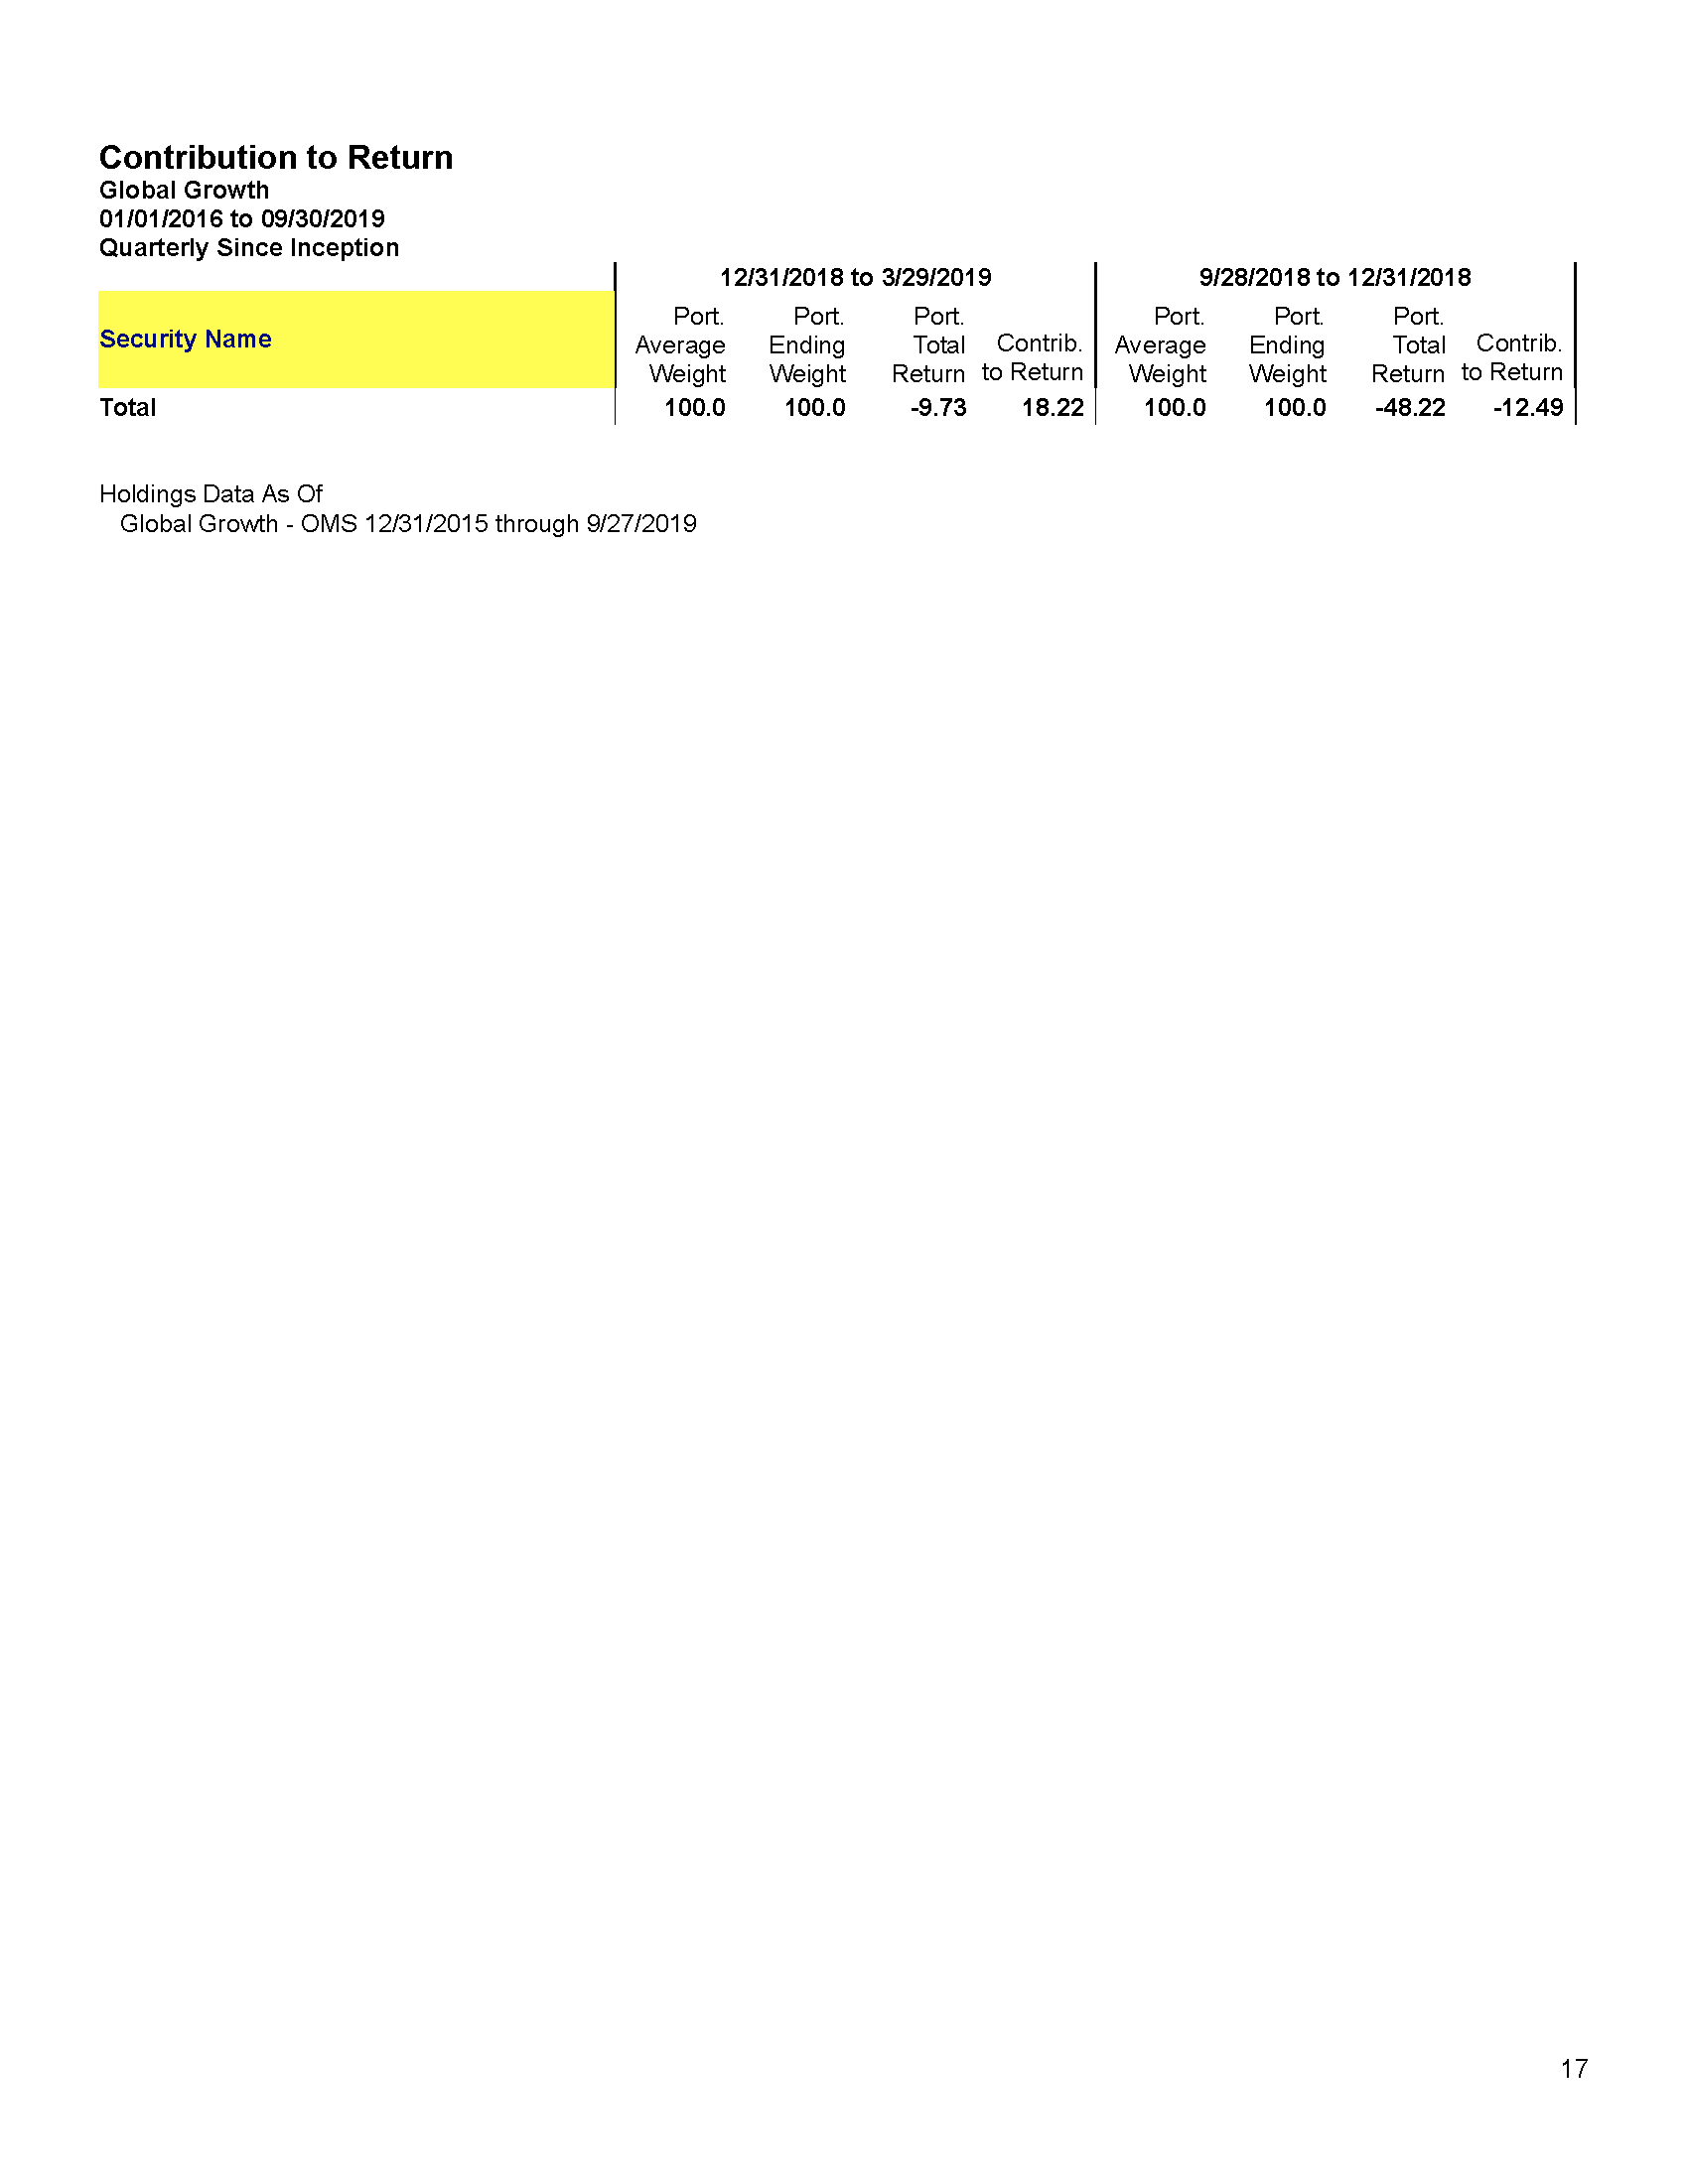 Contribution to Return
Global Growth
01/01/2016 to 09/30/2019
Quarterly Since Inception
12/31/2018 to 3/29/2019 9/28/2018 to 12/31/2018
Security Name
Port. Average Weight Port. Ending Weight Port. Total Return Contrib. to Return Port. Average Weight Port. Ending Weight Port. Total Return Contrib. to Return
Total 100.0 100.0 -9.73 18.22 100.0 100.0 -48.22 -12.49
Holdings Data As Of
Global Growth - OMS 12/31/2015 through 9/27/2019
17